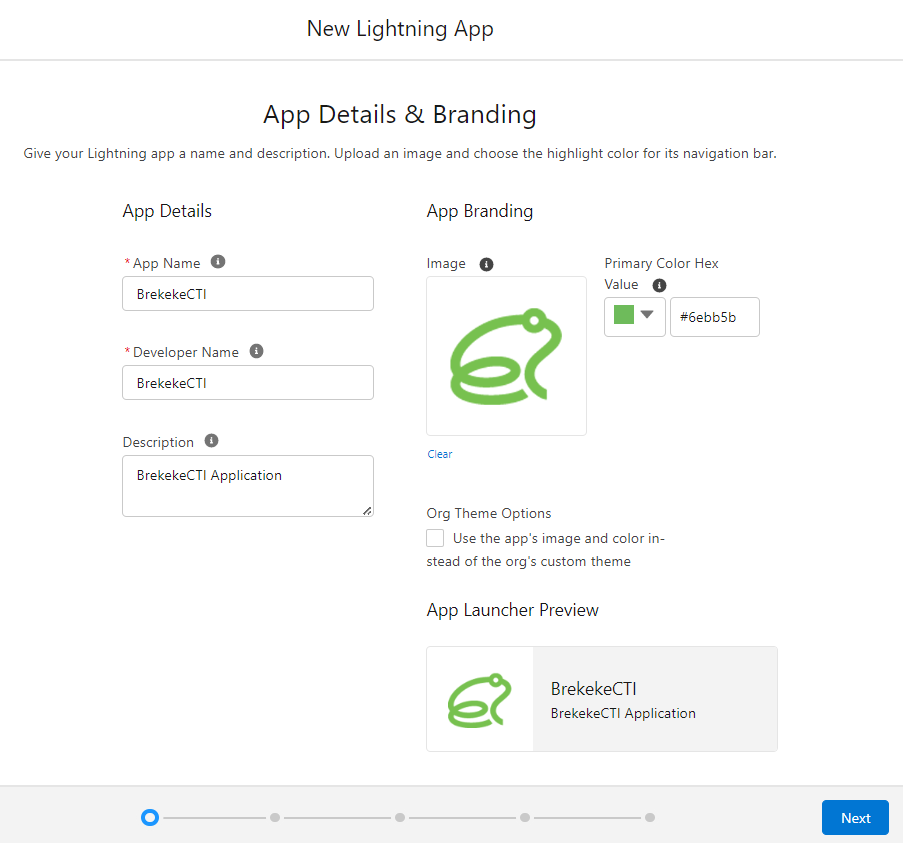 New Lightning App
App Details & Branding
Give your Lightning app a name and description. Upload an image and choose the highlight color for its navigation bar.
App Details
* App Name
BrekekeCTI
* Developer Name
BrekekeCTI
Description
BrekekeCTI Application
App Branding
Image
Clear
Primary Color Hex
Value
#6ebb5b
Org Theme Options
Use the app's image and color in-
stead of the org's custom theme
App Launcher Preview
BrekekeCTI
BrekekeCTI Application
Next